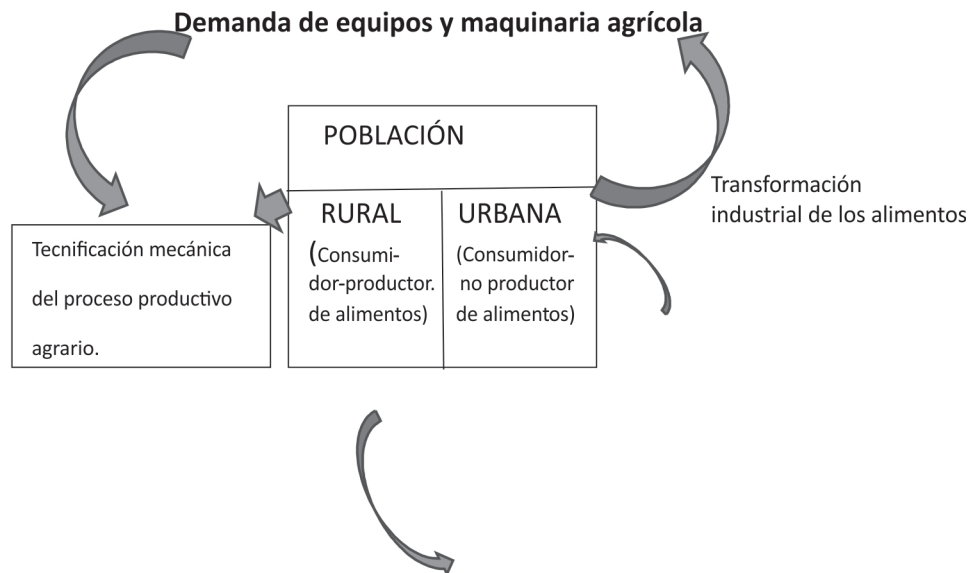 Demanda de equipos y maquinaria agrícola
POBLACIÓN
RURAL
(Consumi-
dor-productor.
de alimentos)
URBANA
(Consumidor-
no productor
de alimentos)
Transformación
industrial de los alimentos
Tecnificación mecánica
del proceso productivo
agrario.